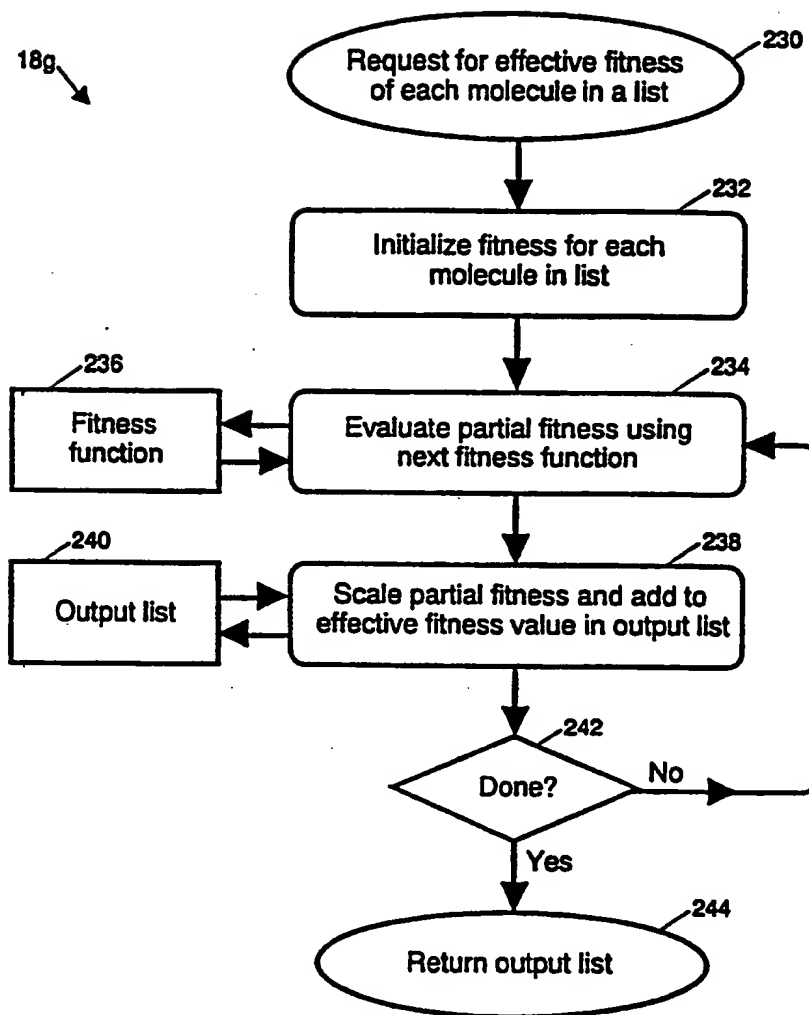 18g
230
Request for effective fitness
of each molecule in a list
232
Initialize fitness for each
molecule in list
236
234
Fitness
function
Evaluate partial fitness using
next fitness function
240
238
Output list
Scale partial fitness and add to
effective fitness value in output list
242
Done?
No
Yes
244
Return output list